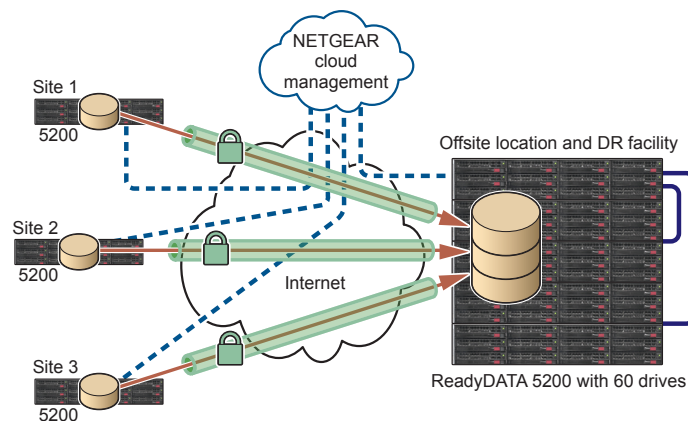 NETGEAR
cloud
management
Site 1
5200
Offsite location and DR facility
Site 2
5200
Internet
Site 3
5200
ReadyDATA 5200 with 60 drives